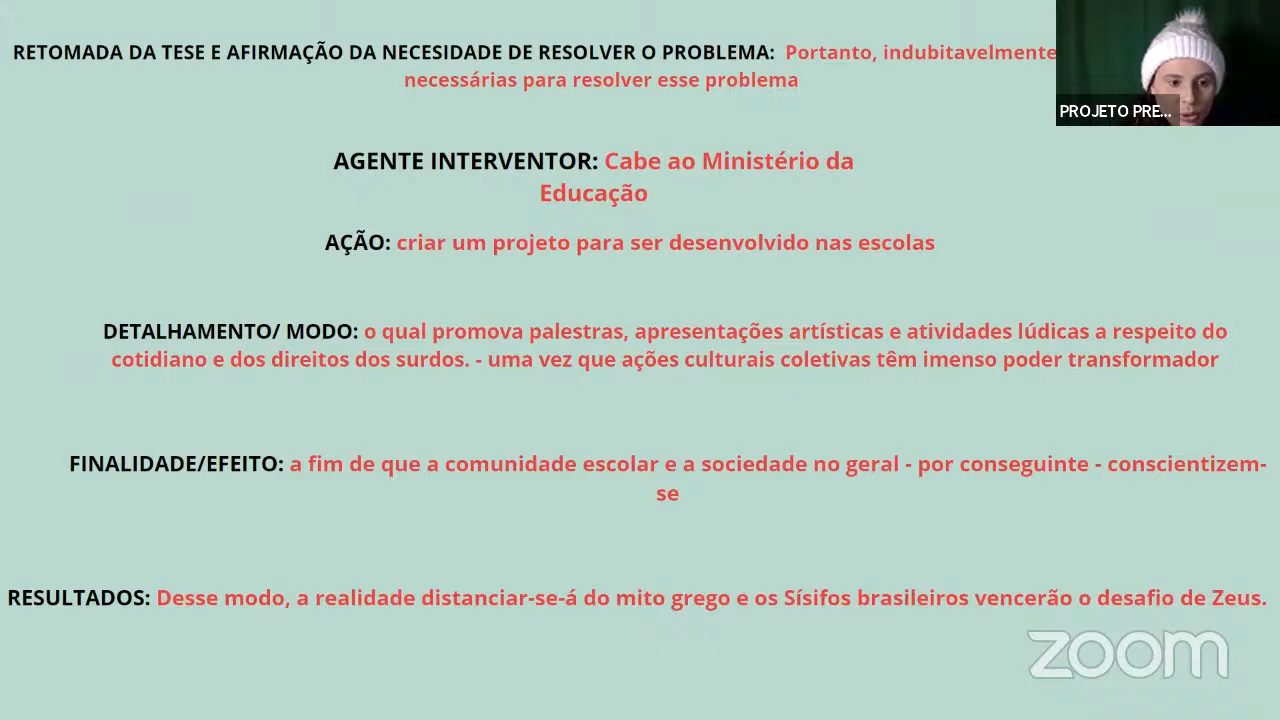 RETOMADA DA TESE E AFIRMAÇÃO DA NECESIDADE DE RESOLVER O PROBLEMA: Portanto, indubitavelmente
necessárias para resolver esse problema
PROJETO PRE...
AGENTE INTERVENTOR: Cabe ao Ministério da
Educação
AÇÃO: criar um projeto para ser desenvolvido nas escolas
DETALHAMENTO/ MODO: o qual promova palestras, apresentações artísticas e atividades lúdicas a respeito do
cotidiano e dos direitos dos surdos. - uma vez que ações culturais coletivas têm imenso poder transformador
FINALIDADE/EFEITO: a fim de que a comunidade escolar e a sociedade no geral - por conseguinte - conscientizem-
se
RESULTADOS: Desse modo, a realidade distanciar-se-á do mito grego e os Sísifos brasileiros vencerão o desafio de Zeus.
zoom